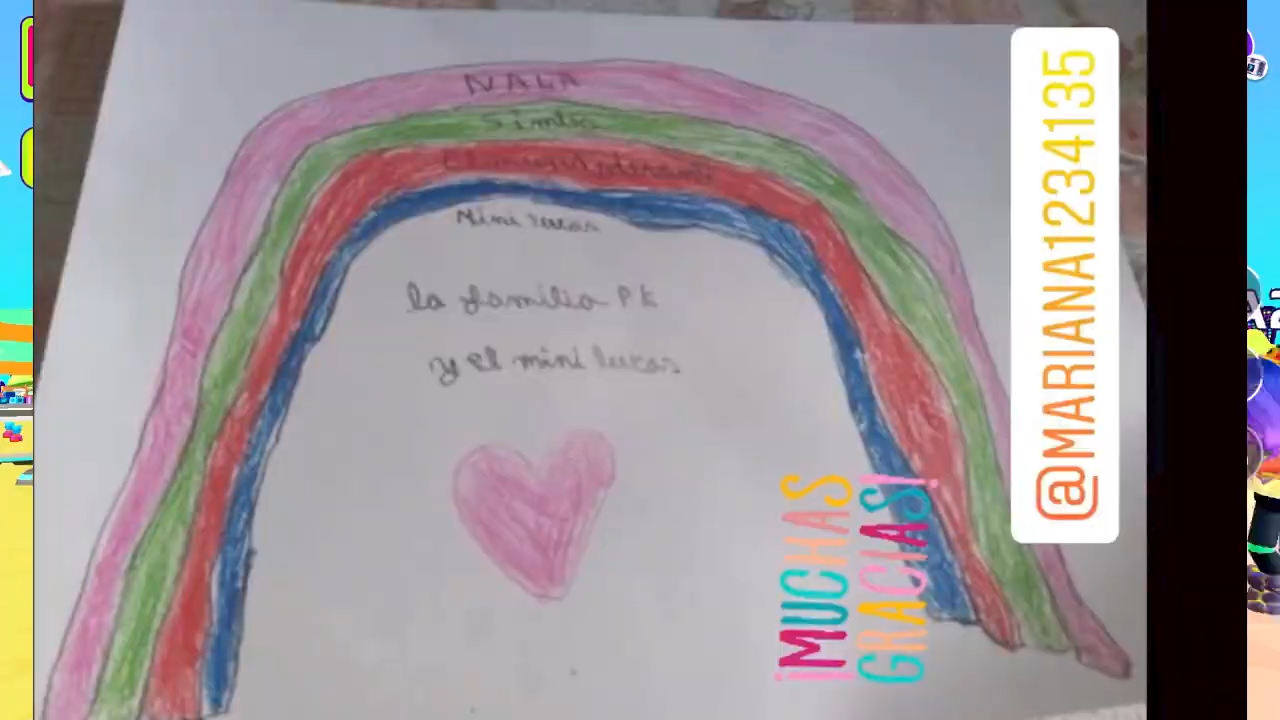 NALA
Simba
Mini lucas
la familia PK
y el mini lucas
@MARIANA1234135
¡MUCHAS
GRACIAS!